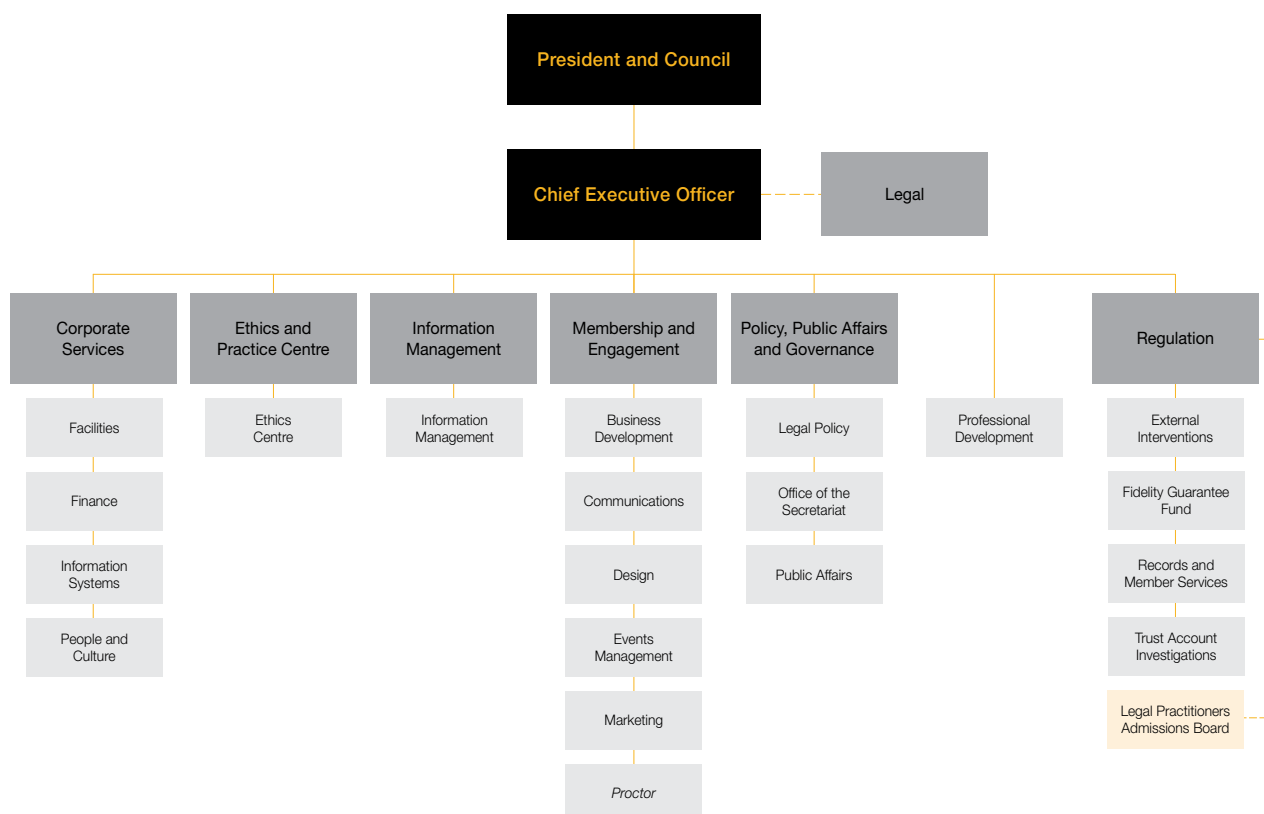 President and Council
Chief Executive Officer
Legal
Corporate
Services
Ethics and
Practice Centre
Information
Management
Membership and
Engagement
Policy, Public Affairs
and Governance
Regulation
Facilities
Finance
Information
Systems
People and
Culture
Ethics
Centre
Information
Management
Business
Development
Communications
Design
Events
Management
Marketing
Proctor
Legal Policy
Office of the
Secretariat
Public Affairs
Professional
Development
External
Interventions
Fidelity Guarantee
Fund
Records and
Member Services
Trust Account
Investigations
Legal Practitioners
Admissions Board